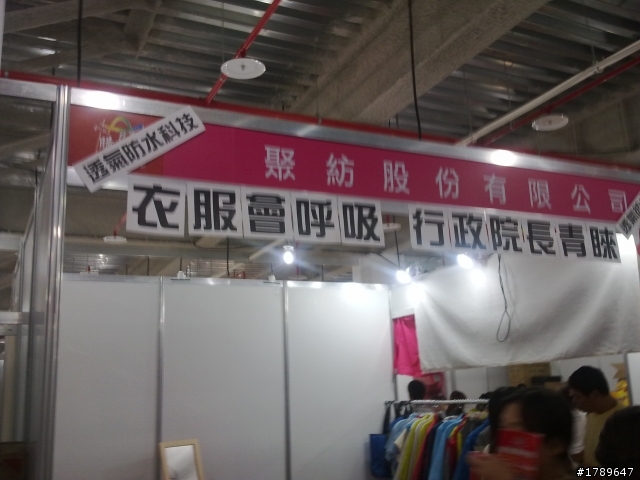 透氣防水科技
聚紡股份有限公司
衣服會呼吸 行政院長青睞
#1789647